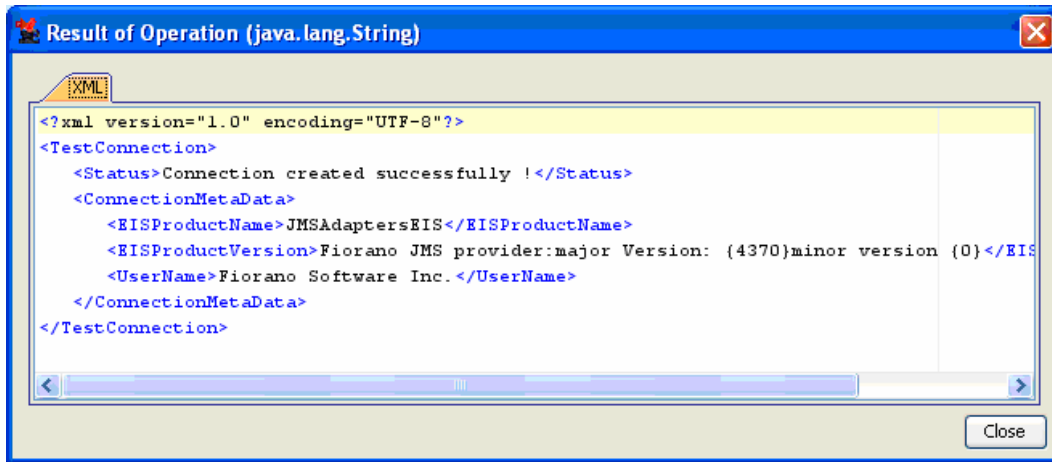 Result of Operation (java.lang.String)
XML
<?xml version="1.0" encoding="UTF-8"?>
<TestConnection>
<Status>Connection created successfully !</Status>
<ConnectionMetaData>
<EISProductName>JMSAdaptersEIS</EISProductName>
<EISProductVersion>Fiorano JMS provider:major Version: {4370}minor version {0}</EIS
<UserName>Fiorano Software Inc.</UserName>
</ConnectionMetaData>
</TestConnection>
Close